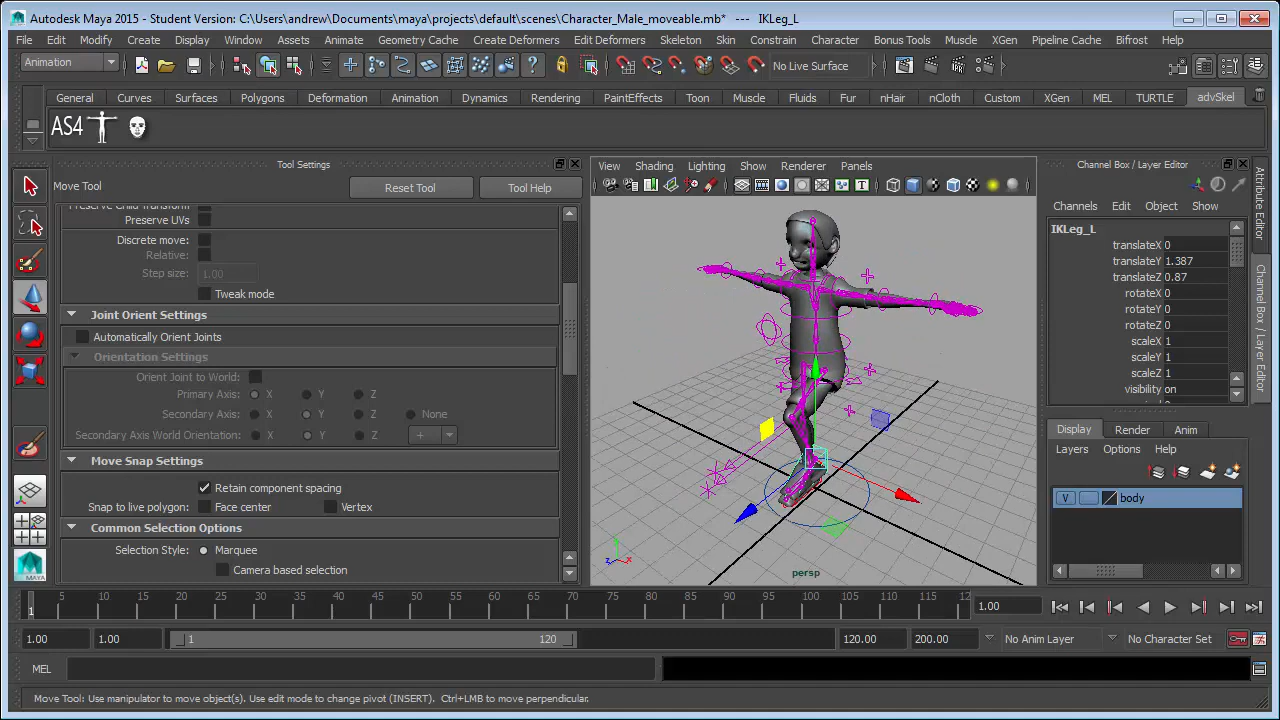 Autodesk Maya 2015 - Student Version: C:\Users\andrew\Documents\maya\projects\default\scenes\Character_Male_moveable.mb* --- IKLeg_L
File Edit Modify Create Display Window Assets Animate Geometry Cache Create Deformers Edit Deformers Skeleton Skin Constrain Character Bonus Tools Muscle XGen Pipeline Cache Bifrost Help
Animation No Live Surface
General Curves Surfaces Polygons Deformation Animation Dynamics Rendering PaintEffects Toon Muscle Fluids Fur nHair nCloth Custom XGen MEL TURTLE advSkel
AS4
Tool Settings
Move Tool Reset Tool Tool Help
Preserve Child Transform
Preserve UVs
Discrete move:
Relative:
Step size: 1.00
Tweak mode
Joint Orient Settings
Automatically Orient Joints
Orientation Settings
Orient Joint to World:
Primary Axis: X Y Z
Secondary Axis: X Y Z None
Secondary Axis World Orientation: X Y Z +
Move Snap Settings
Retain component spacing
Snap to live polygon: Face center Vertex
Common Selection Options
Selection Style: Marquee
Camera based selection
View Shading Lighting Show Renderer Panels
T
z x
persp
Channel Box / Layer Editor
Channels Edit Object Show
IKLeg_L
translateX 0
translateY 1.387
translateZ 0.87
rotateX 0
rotateY 0
rotateZ 0
scaleX 1
scaleY 1
scaleZ 1
visibility on
Display Render Anim
Layers Options Help
V body
Attribute Editor
Channel Box / Layer Editor
1 5 10 15 20 25 30 35 40 45 50 55 60 65 70 75 80 85 90 95 100 105 110 115 12
1.00
1.00 1.00 1 120 120.00 200.00 No Anim Layer No Character Set
MEL
Move Tool: Use manipulator to move object(s). Use edit mode to change pivot (INSERT). Ctrl+LMB to move perpendicular.
MAYA